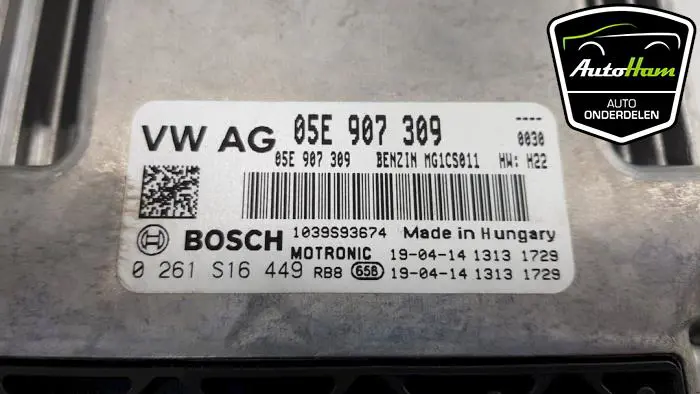 AutoHam
AUTO
ONDERDELEN
VW AG 05E 907 309 ----
0030
05E 907 309 BENZIN MG1CS011 HW: H22
1039S93674 Made in Hungary
BOSCH MOTRONIC 19-04-14 1313 1729
0 261 S16 449 RB8 658 19-04-14 1313 1729